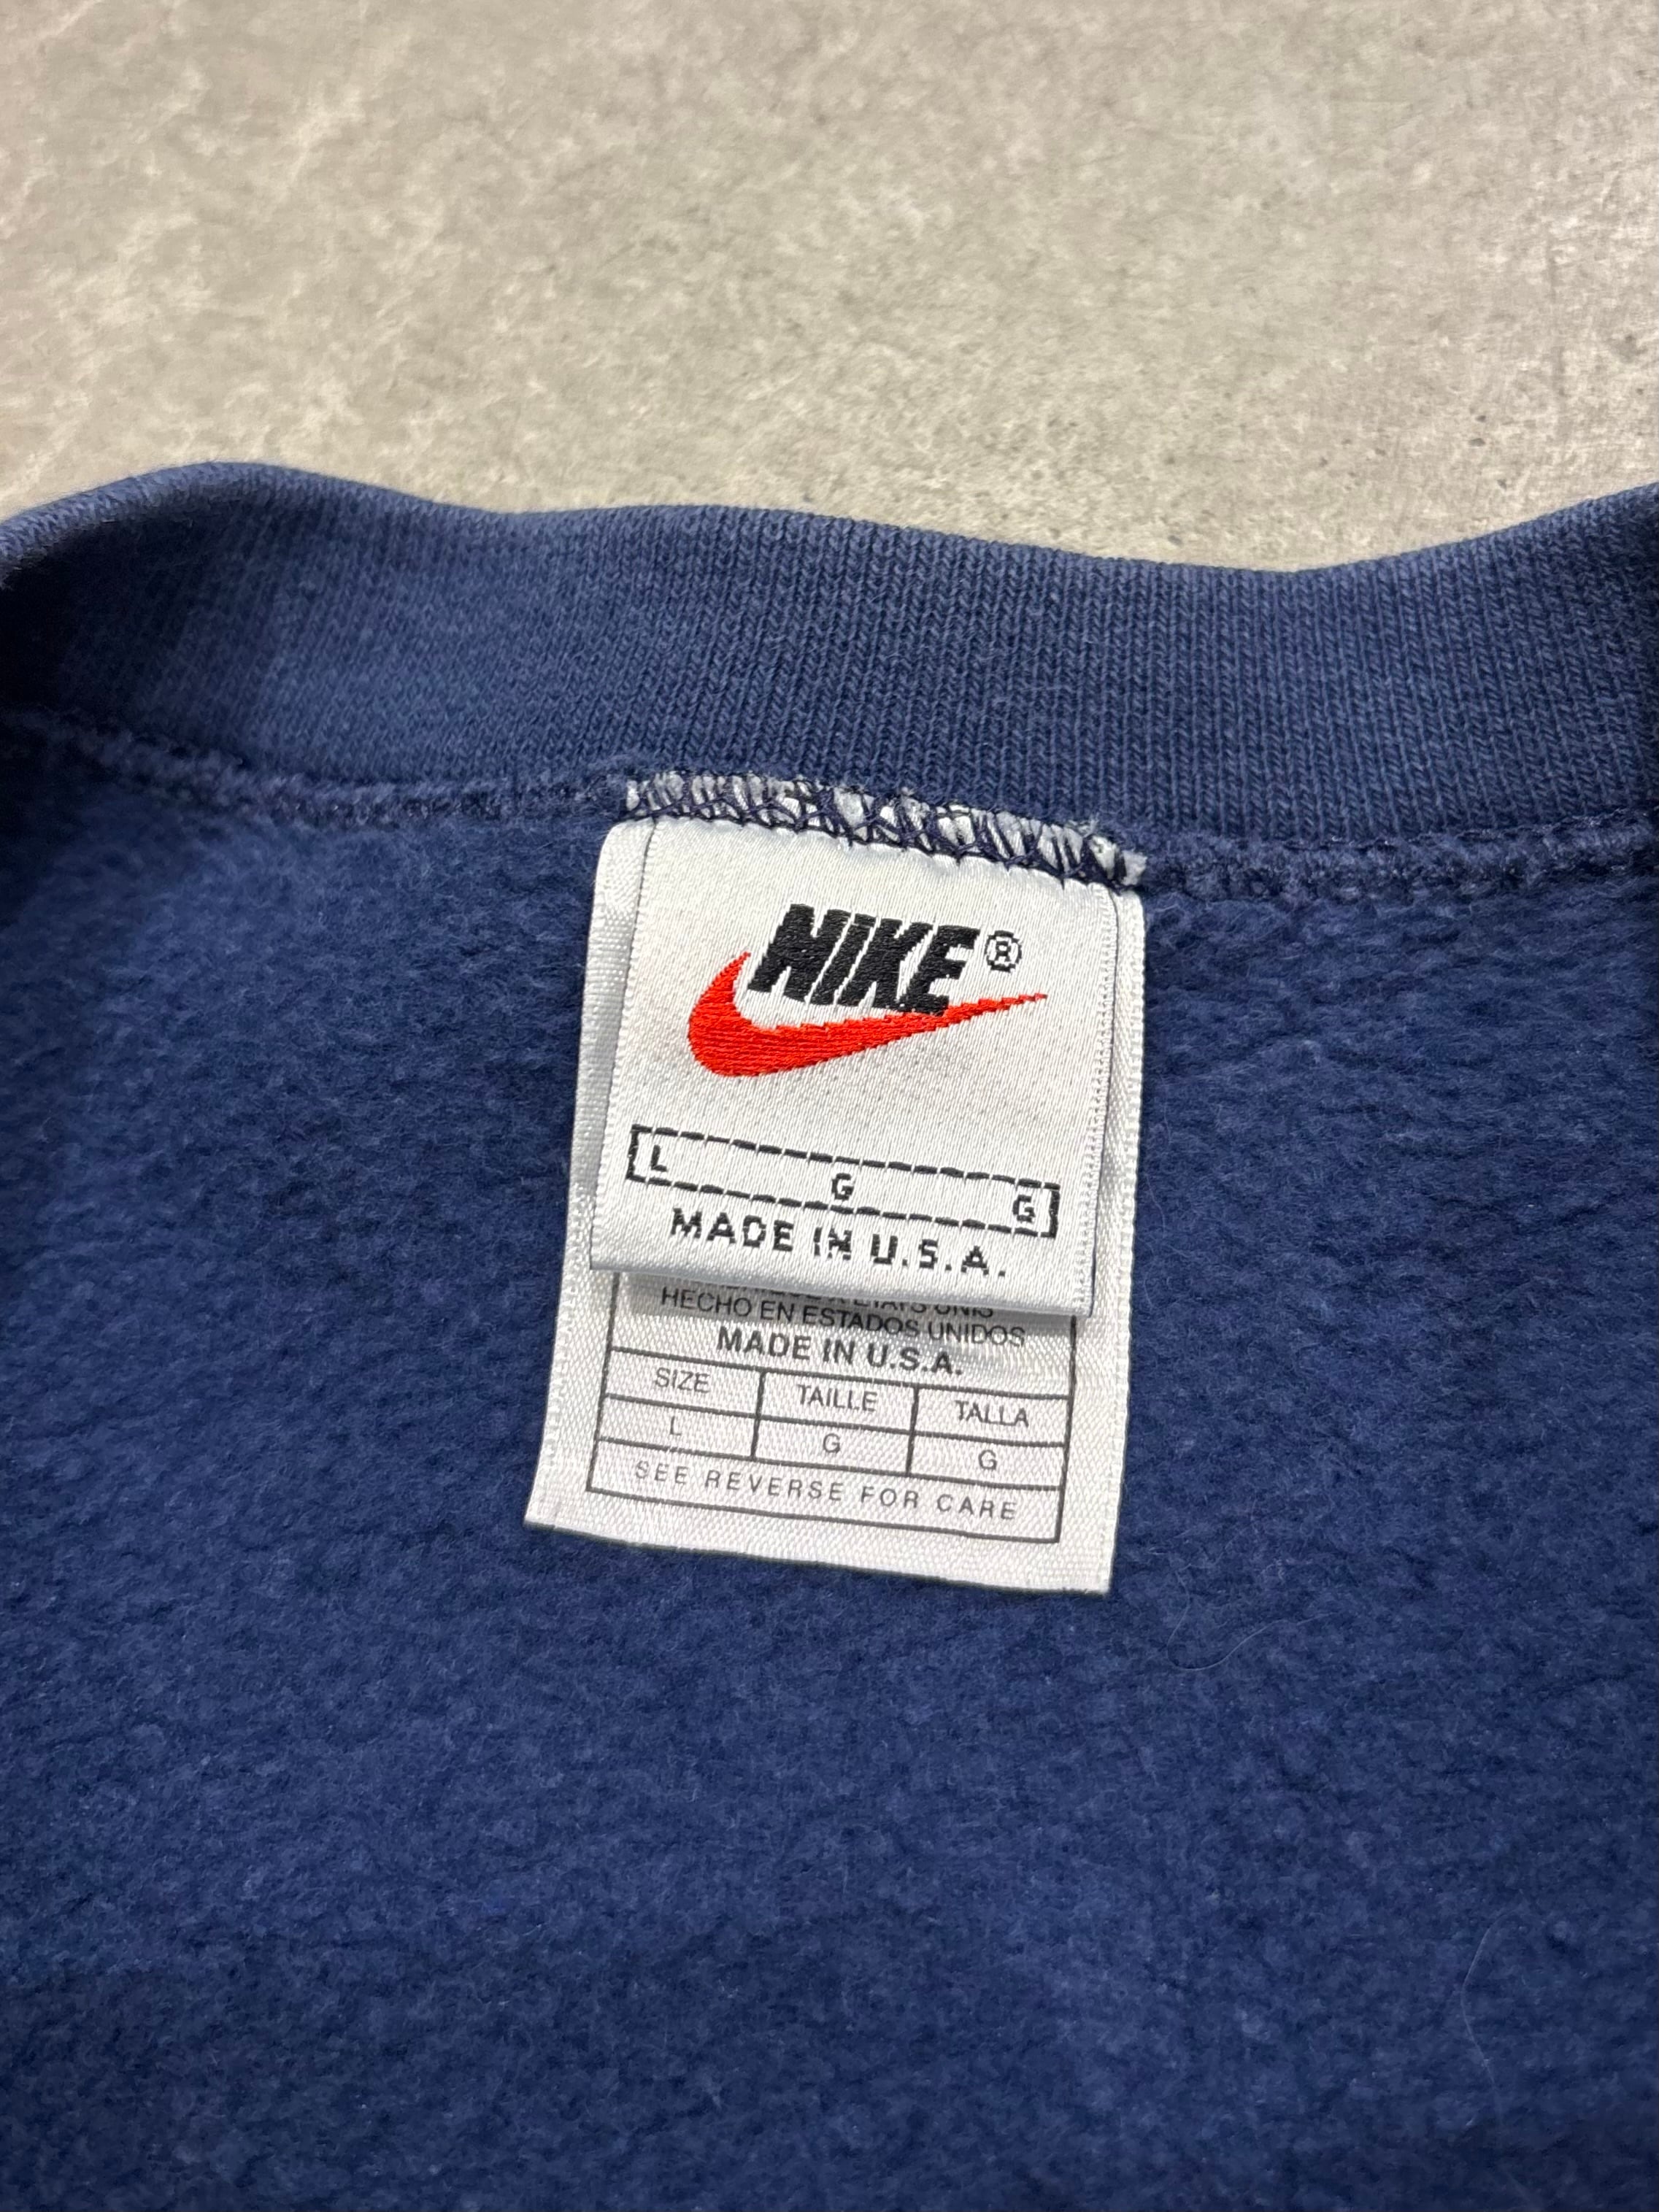 NIKE®
L G G
MADE IN U.S.A.
HECHO EN ESTADOS UNIDOS
MADE IN U.S.A.
SIZE TAILLE TALLA
L G G
SEE REVERSE FOR CARE